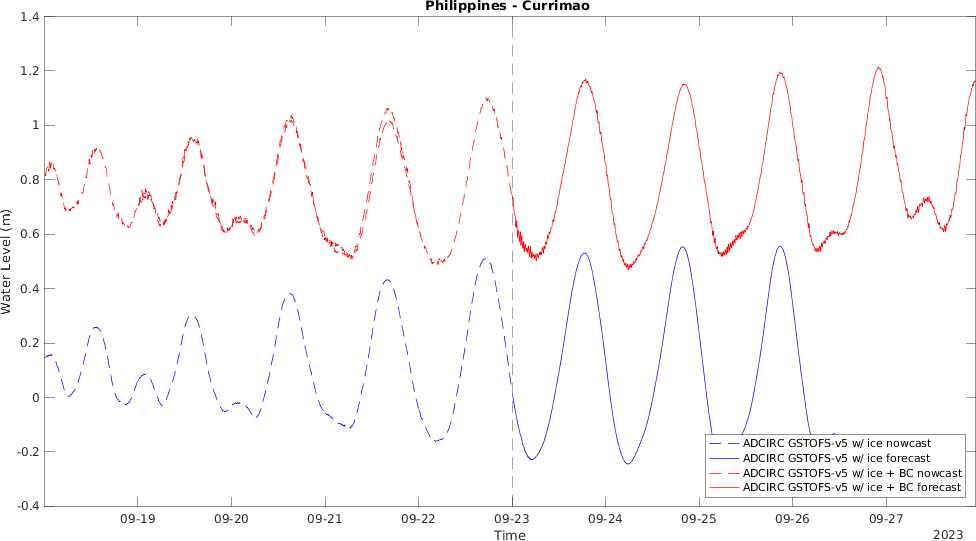 Philippines - Currimao
1.4
1.2
1
0.8
0.6
0.4
0.2
0
-0.2
-0.4
Water Level (m)
09-19
09-20
09-21
09-22
09-23
09-24
09-25
09-26
09-27
Time
2023
ADCIRC GSTOFS-v5 w/ ice nowcast
ADCIRC GSTOFS-v5 w/ ice forecast
ADCIRC GSTOFS-v5 w/ ice + BC nowcast
ADCIRC GSTOFS-v5 w/ ice + BC forecast